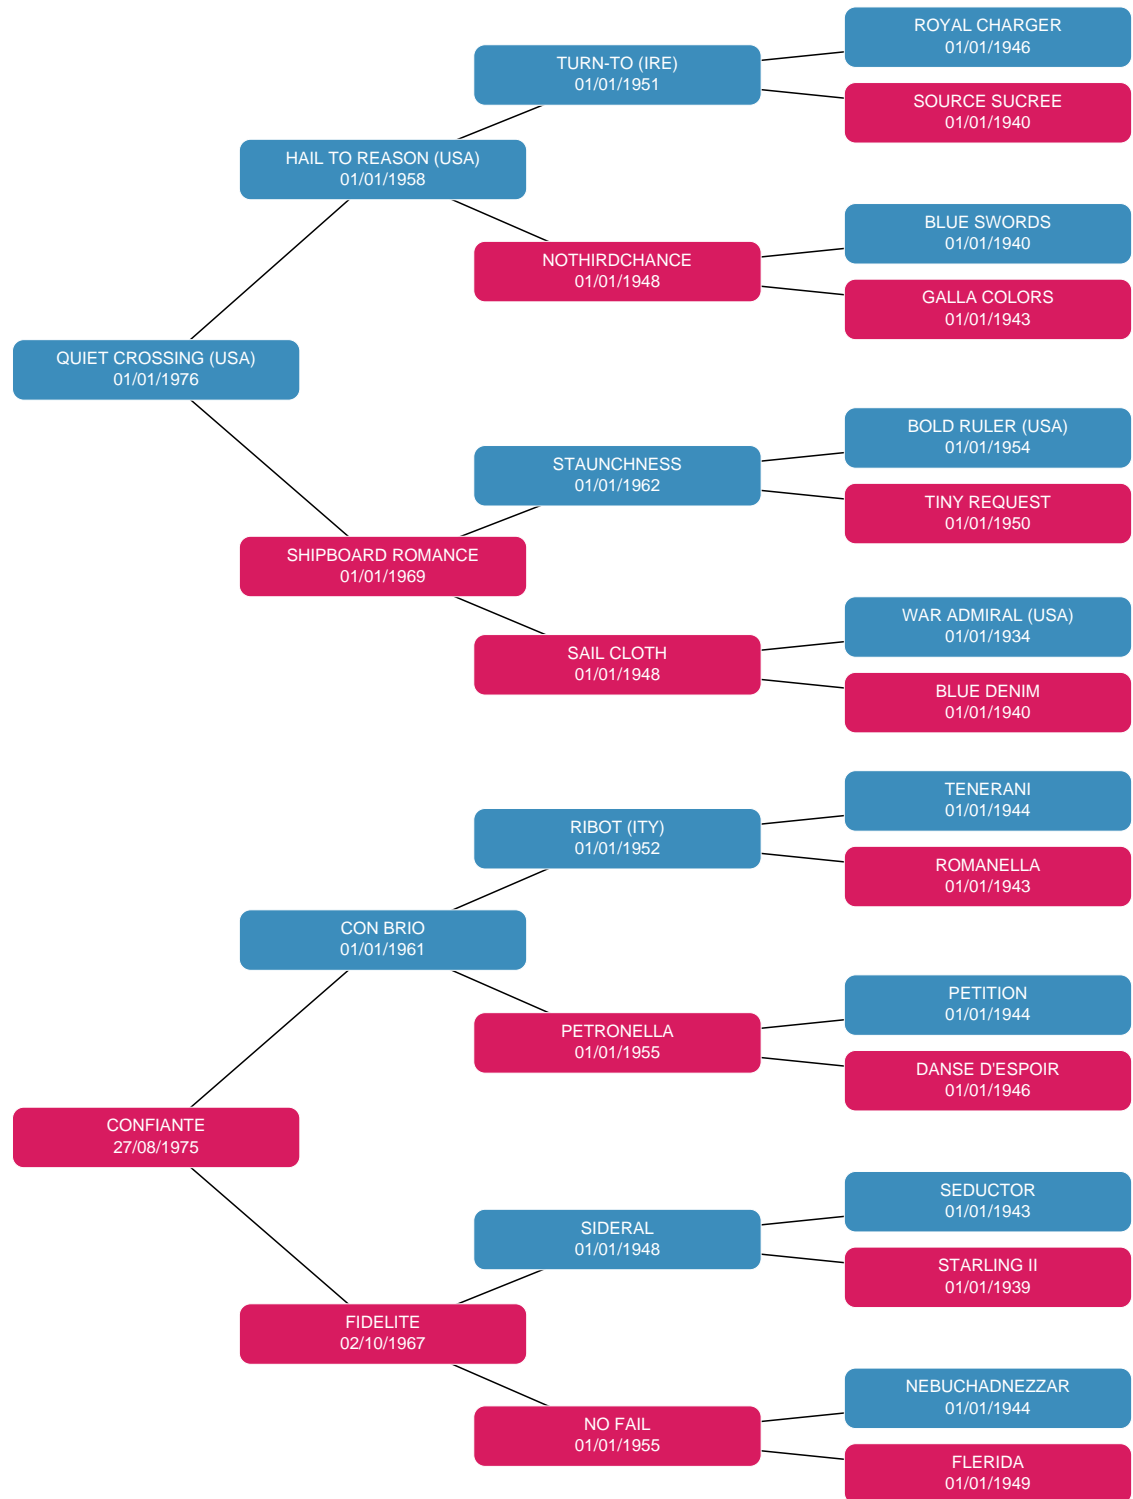 ROYAL CHARGER
01/01/1946
TURN-TO (IRE)
01/01/1951
SOURCE SUCREE
01/01/1940
HAIL TO REASON (USA)
01/01/1958
BLUE SWORDS
01/01/1940
NOTHIRDCHANCE
01/01/1948
GALLA COLORS
01/01/1943
QUIET CROSSING (USA)
01/01/1976
BOLD RULER (USA)
01/01/1954
STAUNCHNESS
01/01/1962
TINY REQUEST
01/01/1950
SHIPBOARD ROMANCE
01/01/1969
WAR ADMIRAL (USA)
01/01/1934
SAIL CLOTH
01/01/1948
BLUE DENIM
01/01/1940
TENERANI
01/01/1944
RIBOT (ITY)
01/01/1952
ROMANELLA
01/01/1943
CON BRIO
01/01/1961
PETITION
01/01/1944
PETRONELLA
01/01/1955
DANSE D'ESPOIR
01/01/1946
CONFIANTE
27/08/1975
SEDUCTOR
01/01/1943
SIDERAL
01/01/1948
STARLING II
01/01/1939
FIDELITE
02/10/1967
NEBUCHADNEZZAR
01/01/1944
NO FAIL
01/01/1955
FLERIDA
01/01/1949